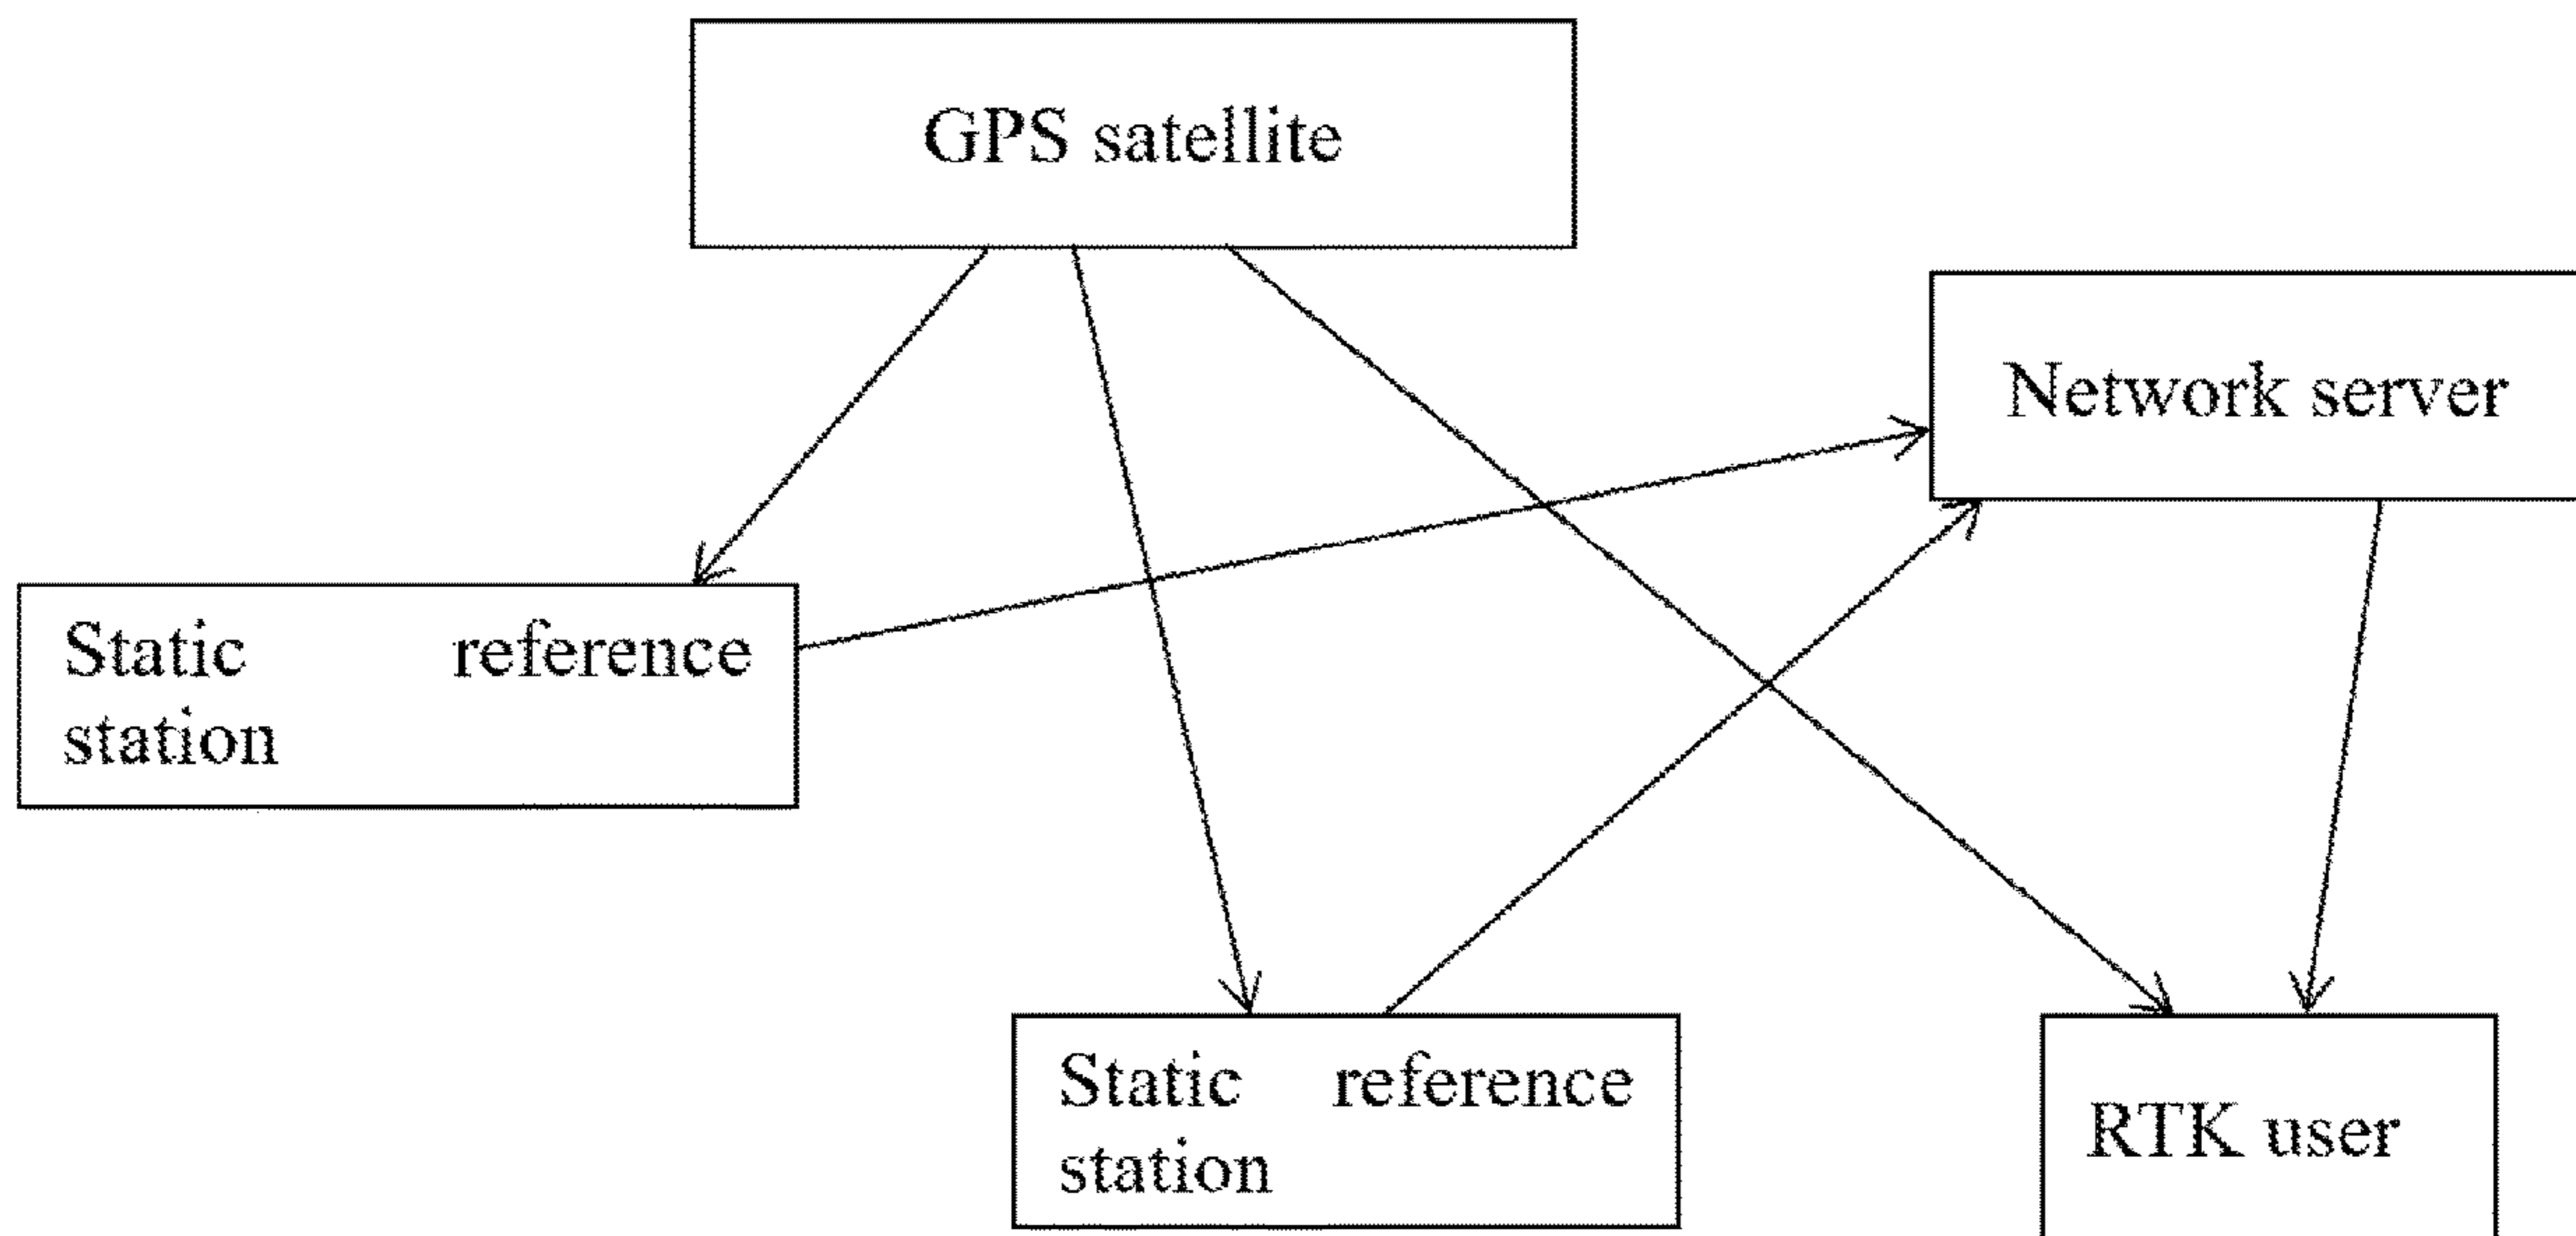 GPS satellite
Network server
Static reference
station
Static reference
station
RTK user